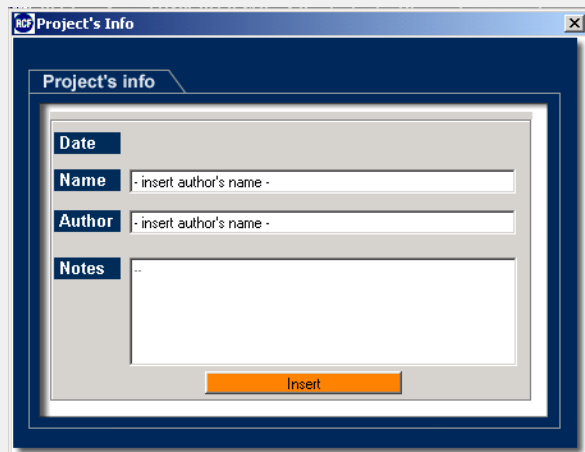 RCF Project's Info
Project's info
Date
Name - insert author's name -
Author - insert author's name -
Notes --
Insert